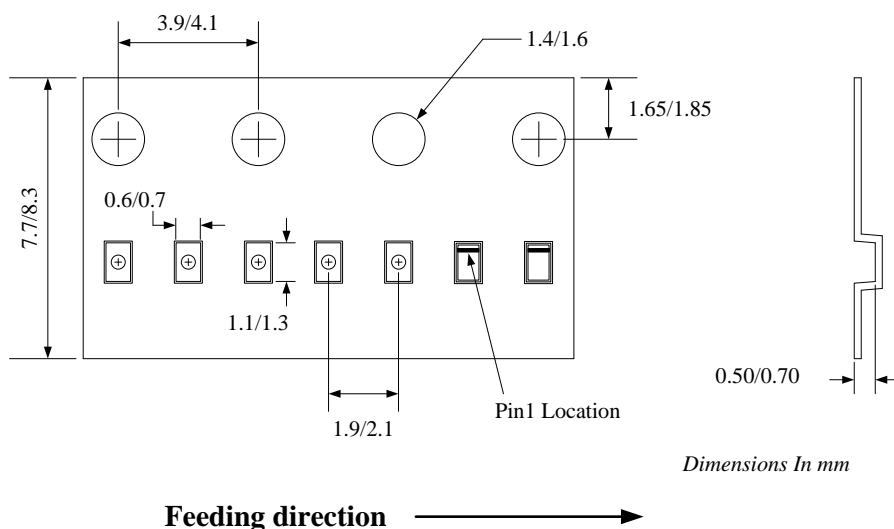 3.9/4.1
1.4/1.6
1.65/1.85
7.7/8.3
0.6/0.7
1.1/1.3
0.50/0.70
Pin1 Location
1.9/2.1
Dimensions In mm
Feeding direction